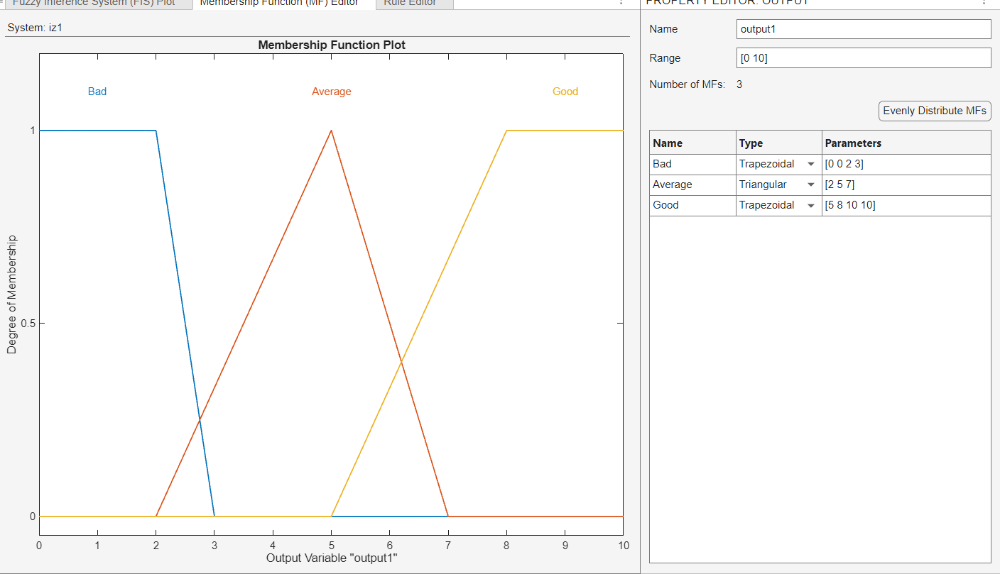 Fuzzy Inference System (FIS) Plot
Membership Function (MF) Editor
Rule Editor
System: iz1
Membership Function Plot
Bad
Average
Good
1
0.5
0
Degree of Membership
0 1 2 3 4 5 6 7 8 9 10
Output Variable "output1"
PROPERTY EDITOR: OUTPUT
Name output1
Range [0 10]
Number of MFs: 3
Evenly Distribute MFs
Name Type Parameters
Bad Trapezoidal [0 0 2 3]
Average Triangular [2 5 7]
Good Trapezoidal [5 8 10 10]